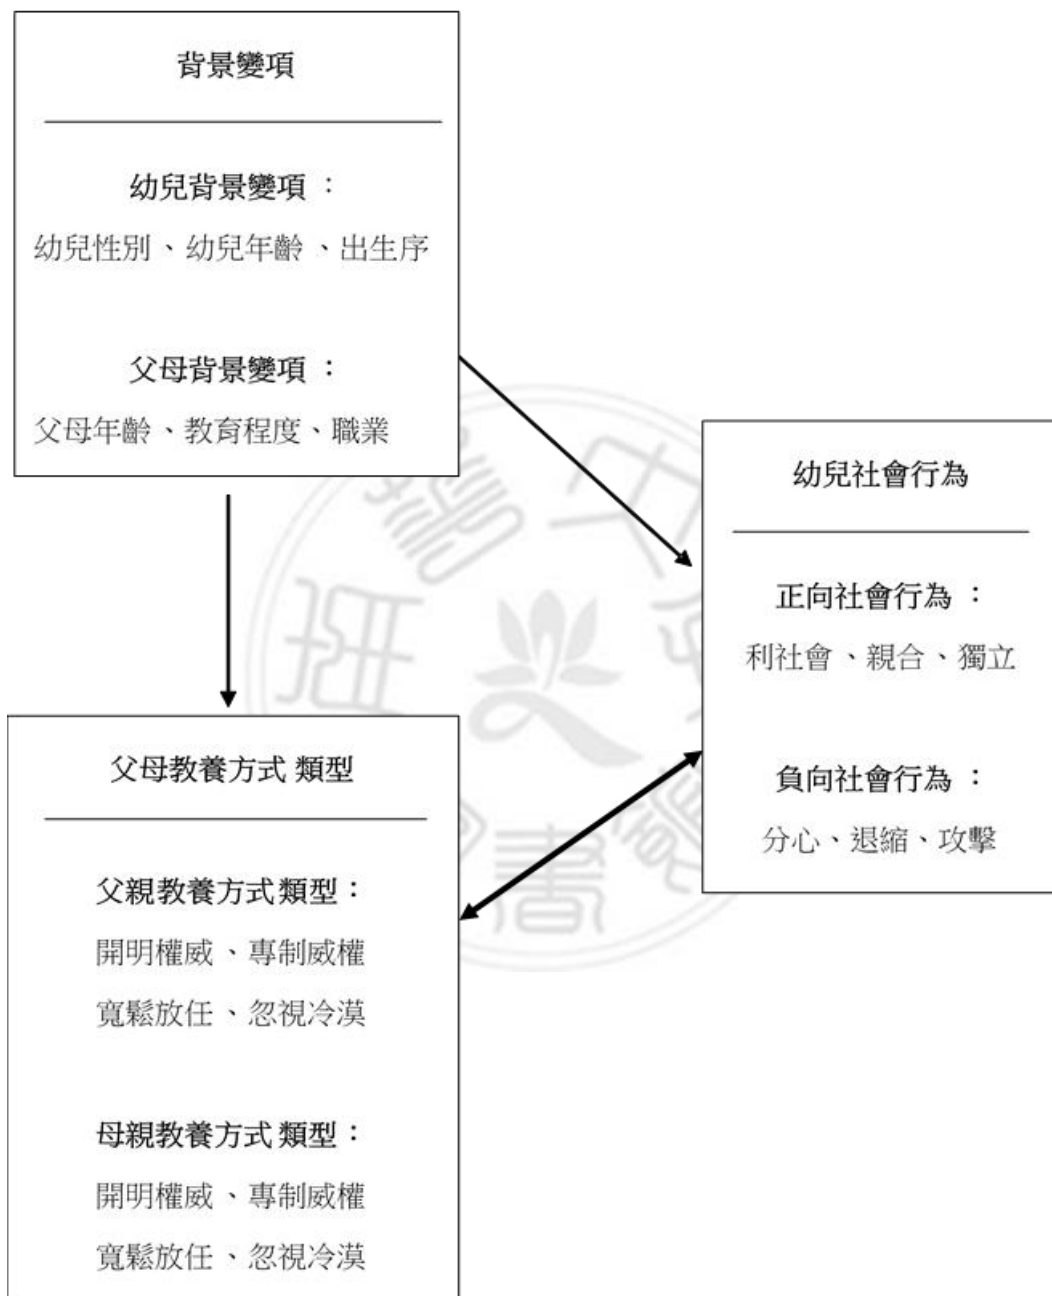 背景變項
幼兒背景變項：
幼兒性別、幼兒年齡、出生序
父母背景變項：
父母年齡、教育程度、職業
幼兒社會行為
正向社會行為：
利社會、親合、獨立
負向社會行為：
分心、退縮、攻擊
父母教養方式 類型
父親教養方式類型：
開明權威、專制威權
寬鬆放任、忽視冷漠
母親教養方式 類型：
開明權威、專制威權
寬鬆放任、忽視冷漠